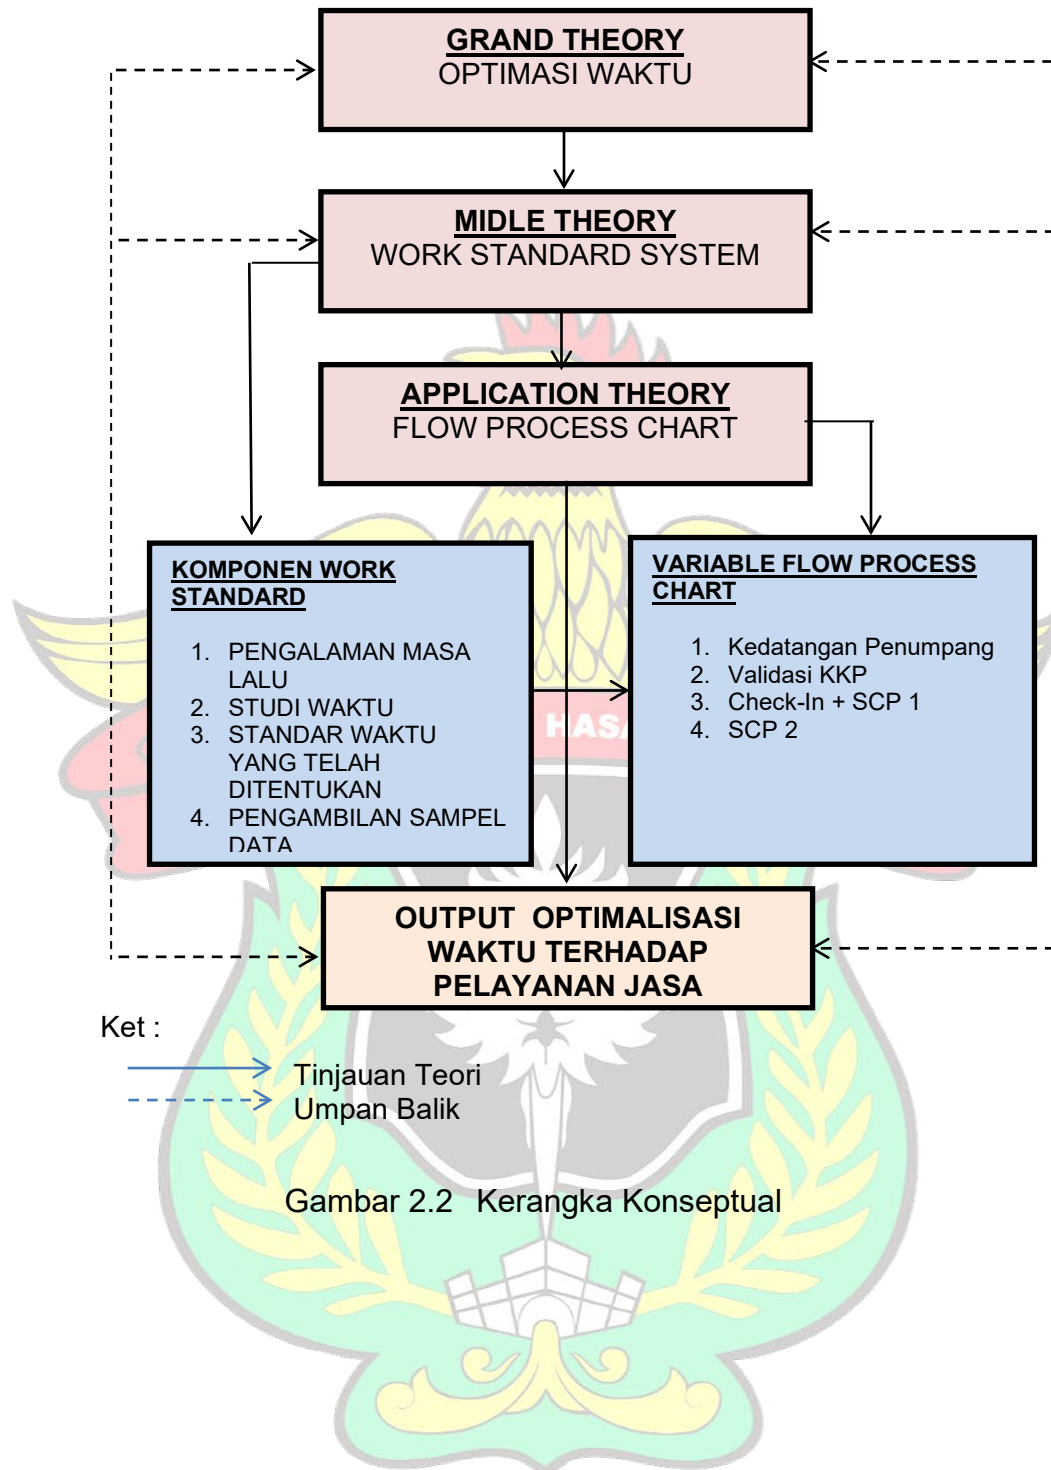 GRAND THEORY
OPTIMASI WAKTU
MIDLE THEORY
WORK STANDARD SYSTEM
APPLICATION THEORY
FLOW PROCESS CHART
KOMPONEN WORK
STANDARD
1. PENGALAMAN MASA
LALU
2. STUDI WAKTU
3. STANDAR WAKTU
YANG TELAH
DITENTUKAN
4. PENGAMBILAN SAMPEL
DATA
VARIABLE FLOW PROCESS
CHART
1. Kedatangan Penumpang
2. Validasi KKP
3. Check-In + SCP 1
4. SCP 2
HASA
OUTPUT OPTIMALISASI
WAKTU TERHADAP
PELAYANAN JASA
Ket :
Tinjauan Teori
Umpan Balik
Gambar 2.2 Kerangka Konseptual